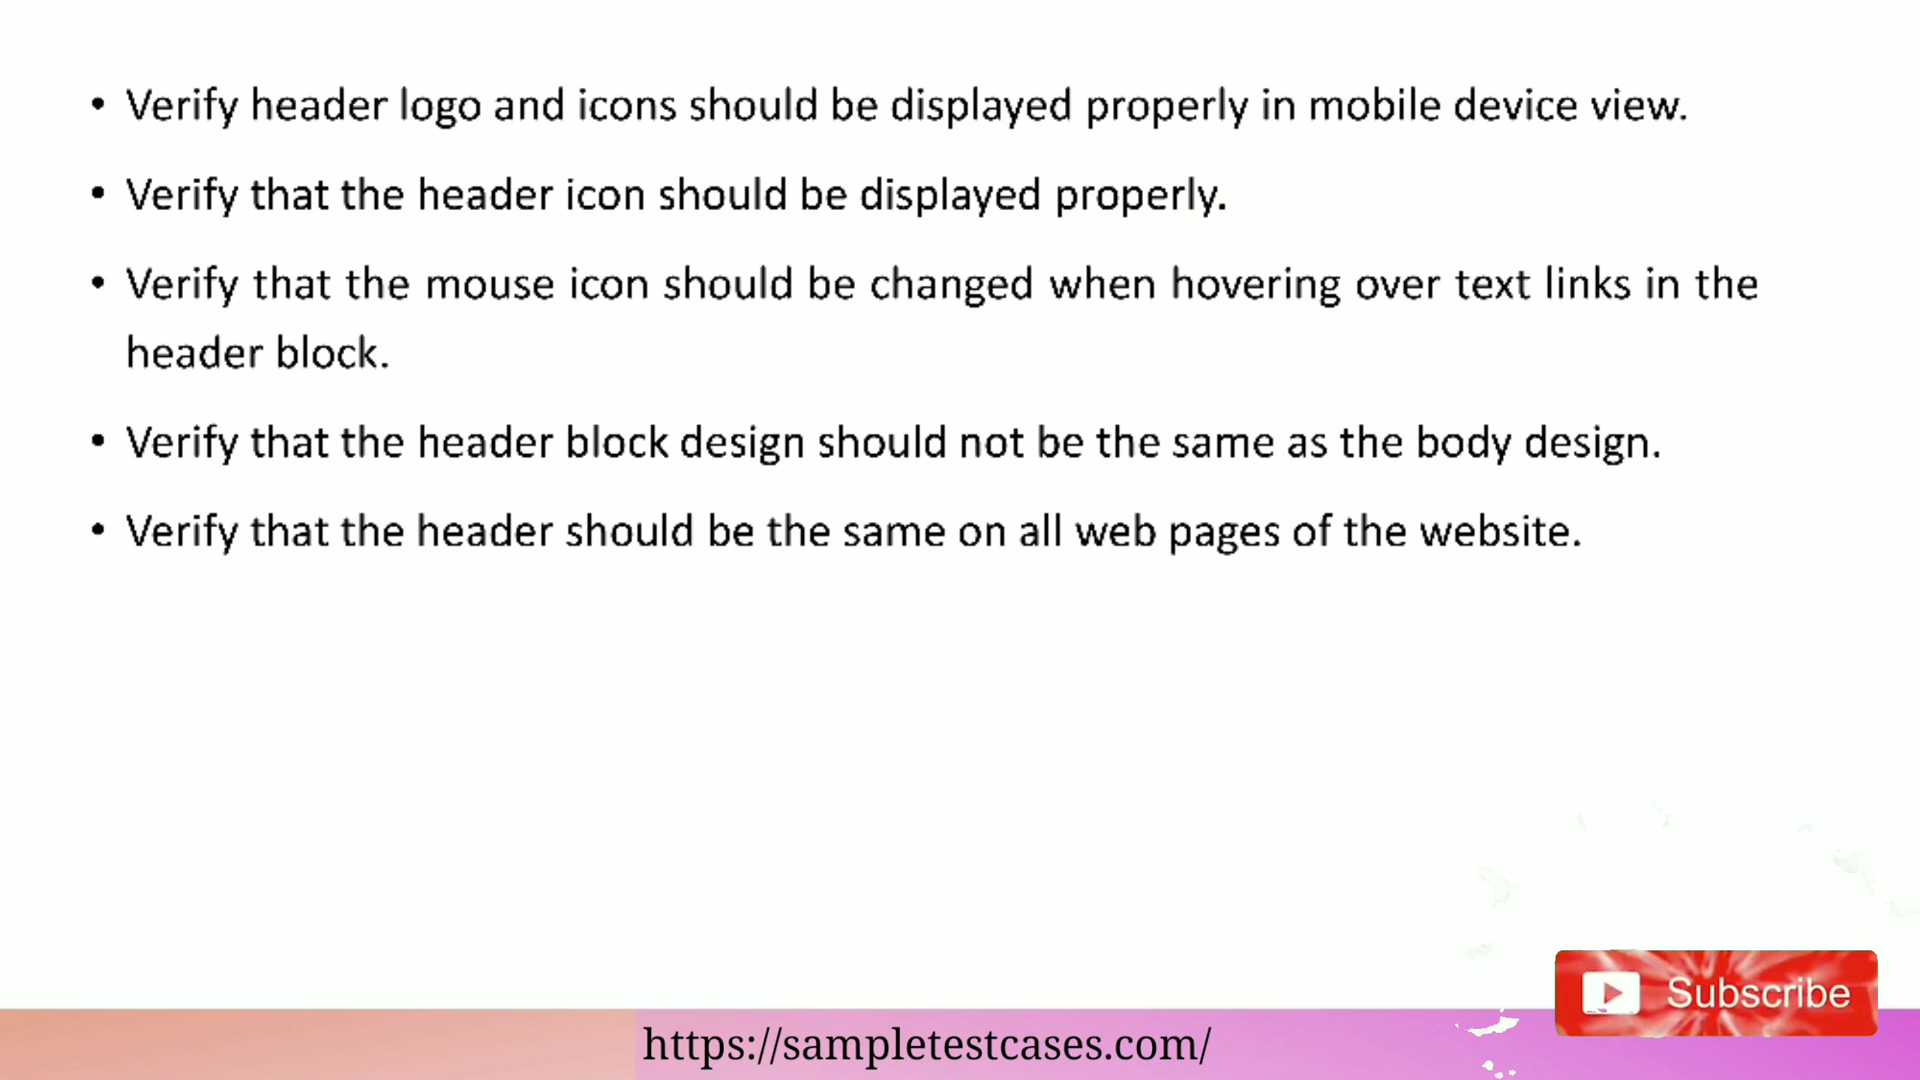 • Verify header logo and icons should be displayed properly in mobile device view.
• Verify that the header icon should be displayed properly.
• Verify that the mouse icon should be changed when hovering over text links in the
header block.
• Verify that the header block design should not be the same as the body design.
• Verify that the header should be the same on all web pages of the website.
Subscribe
https://sampletestcases.com/